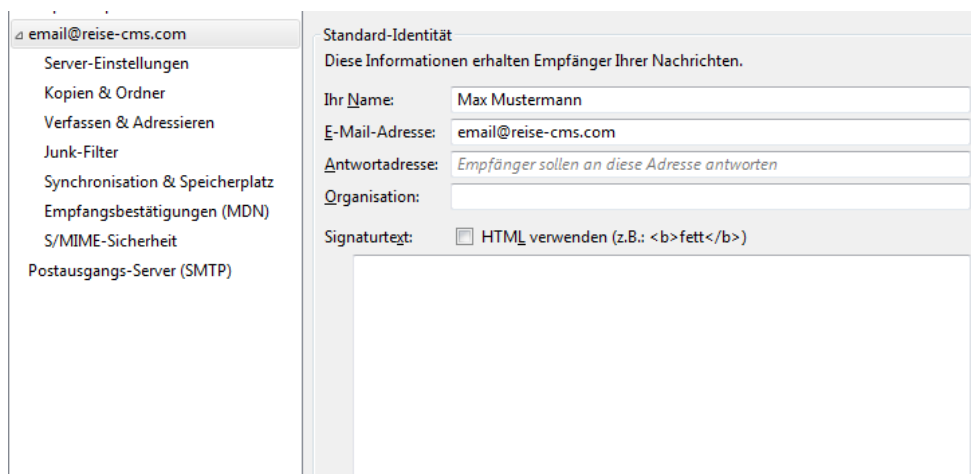 email@reise-cms.com
Server-Einstellungen
Kopien & Ordner
Verfassen & Adressieren
Junk-Filter
Synchronisation & Speicherplatz
Empfangsbestätigungen (MDN)
S/MIME-Sicherheit
Postausgangs-Server (SMTP)
Standard-Identität
Diese Informationen erhalten Empfänger Ihrer Nachrichten.
Ihr Name: Max Mustermann
E-Mail-Adresse: email@reise-cms.com
Antwortadresse: Empfänger sollen an diese Adresse antworten
Organisation:
Signaturtext: HTML verwenden (z.B.: <b>fett</b>)